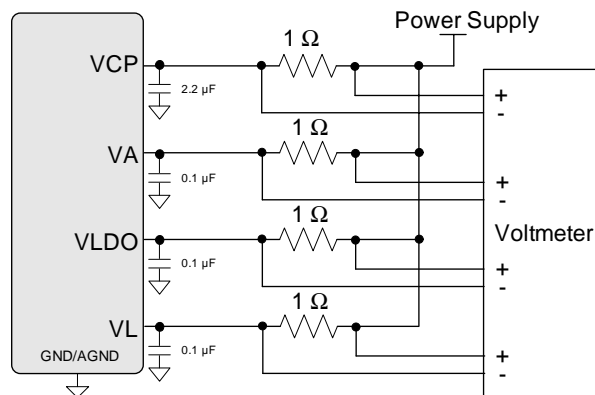 Power Supply
1 Ω
VCP
2.2 µF
+
-
1 Ω
VA
0.1 µF
+
-
1 Ω
VLDO
0.1 µF
Voltmeter
+
-
1 Ω
VL
0.1 µF
GND/AGND
+
-